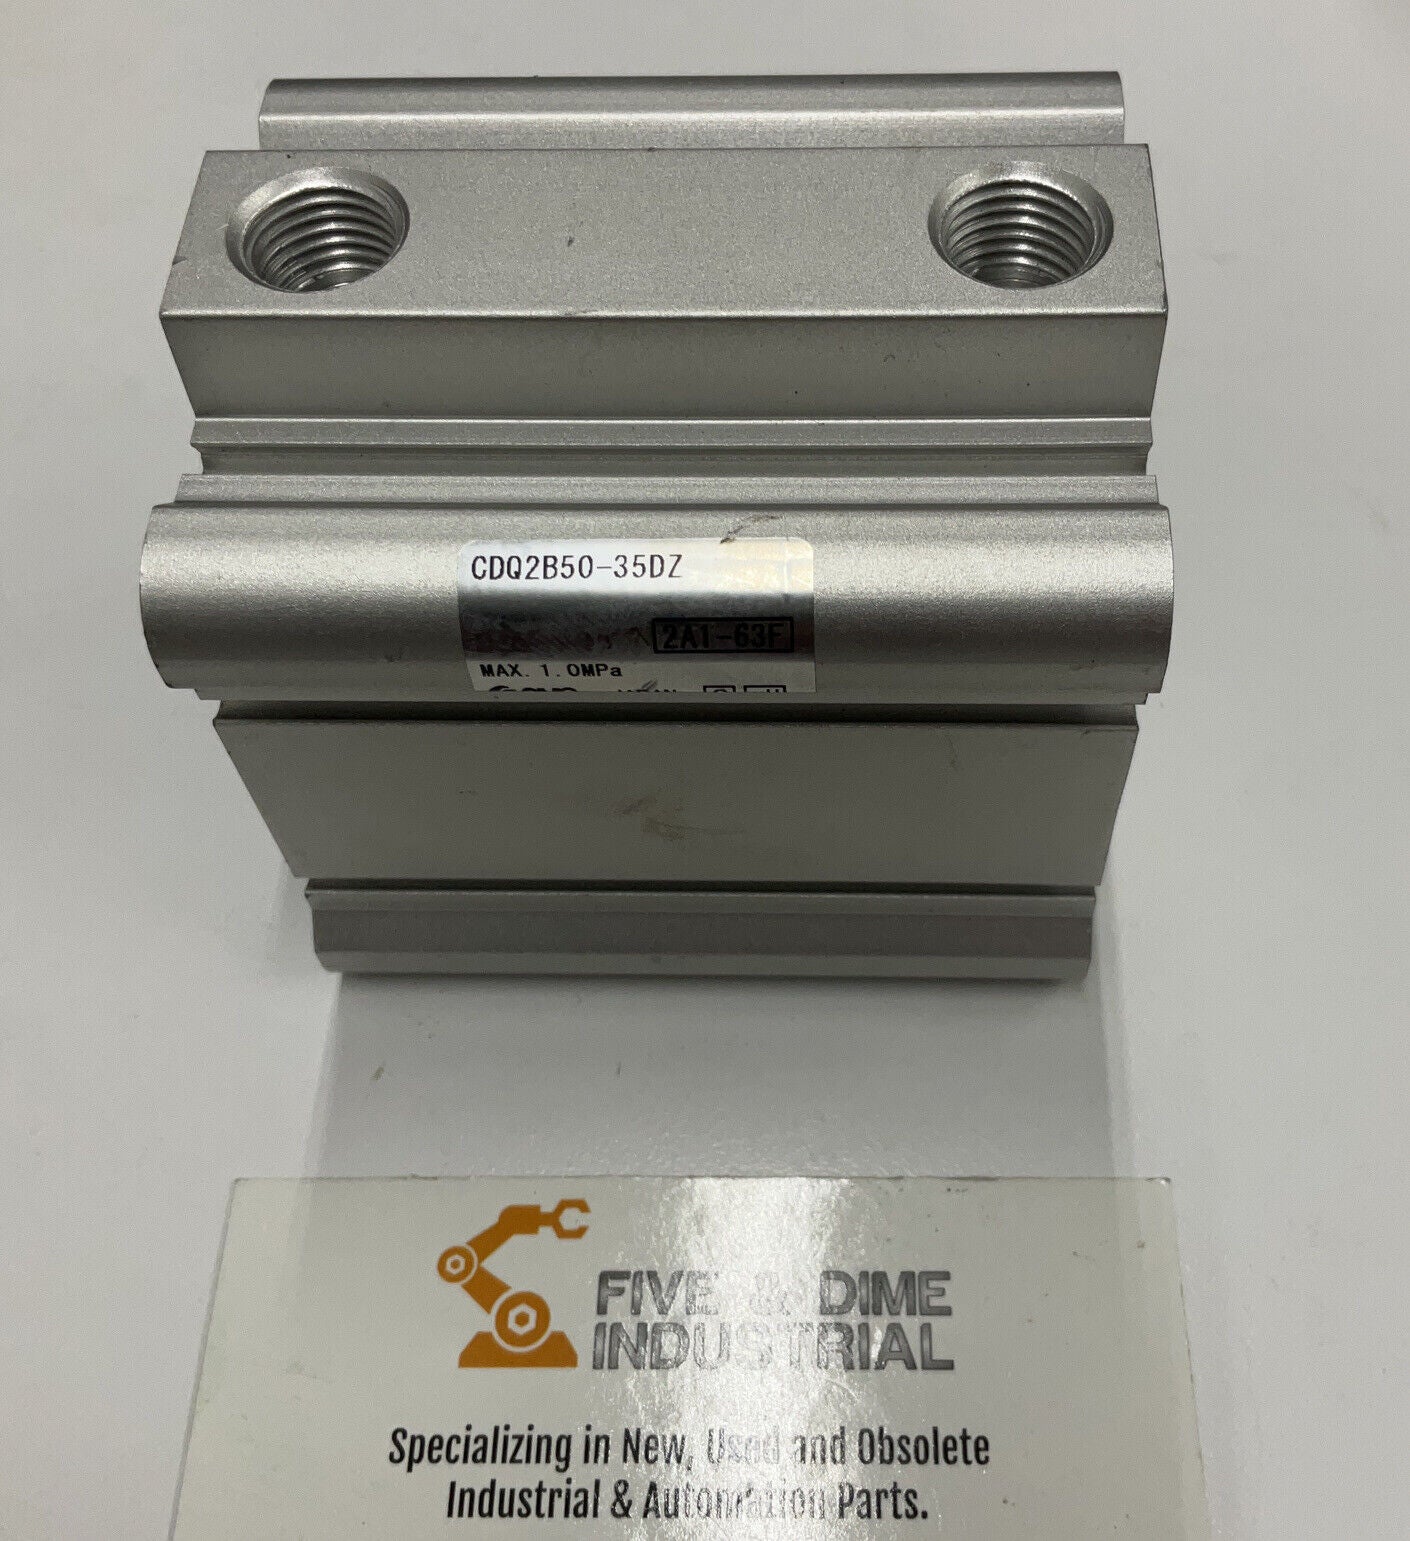 CDQ2B50-35DZ
2A1-63F
MAX. 1.0MPa
FIVE & DIME
INDUSTRIAL
Specializing in New, Used and Obsolete
Industrial & Automation Parts.